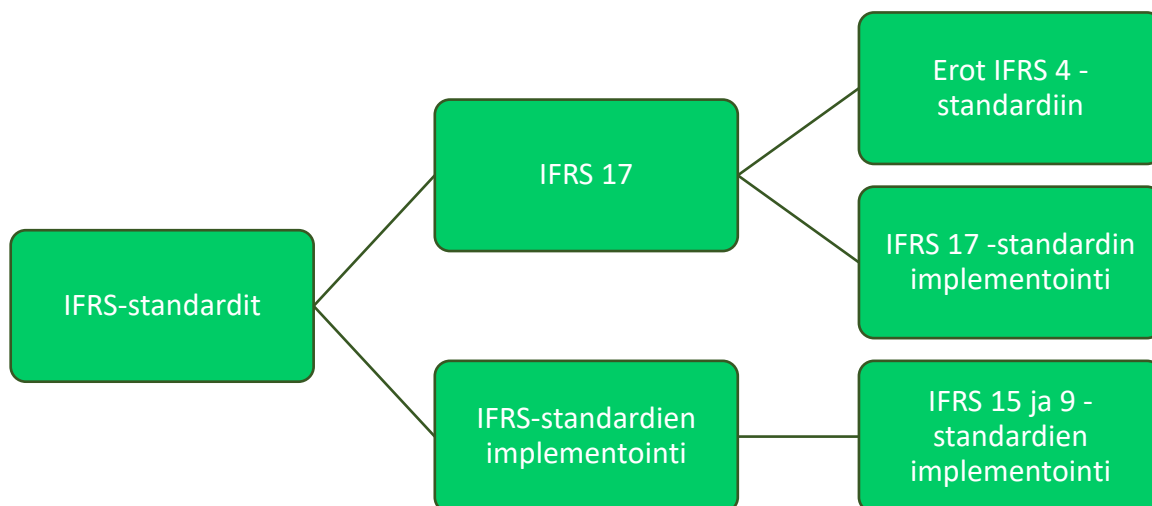 Erot IFRS 4 -
standardiin
IFRS 17
IFRS 17 -standardin
implementointi
IFRS-standardit
IFRS-standardien
implementointi
IFRS 15 ja 9 -
standardien
implementointi